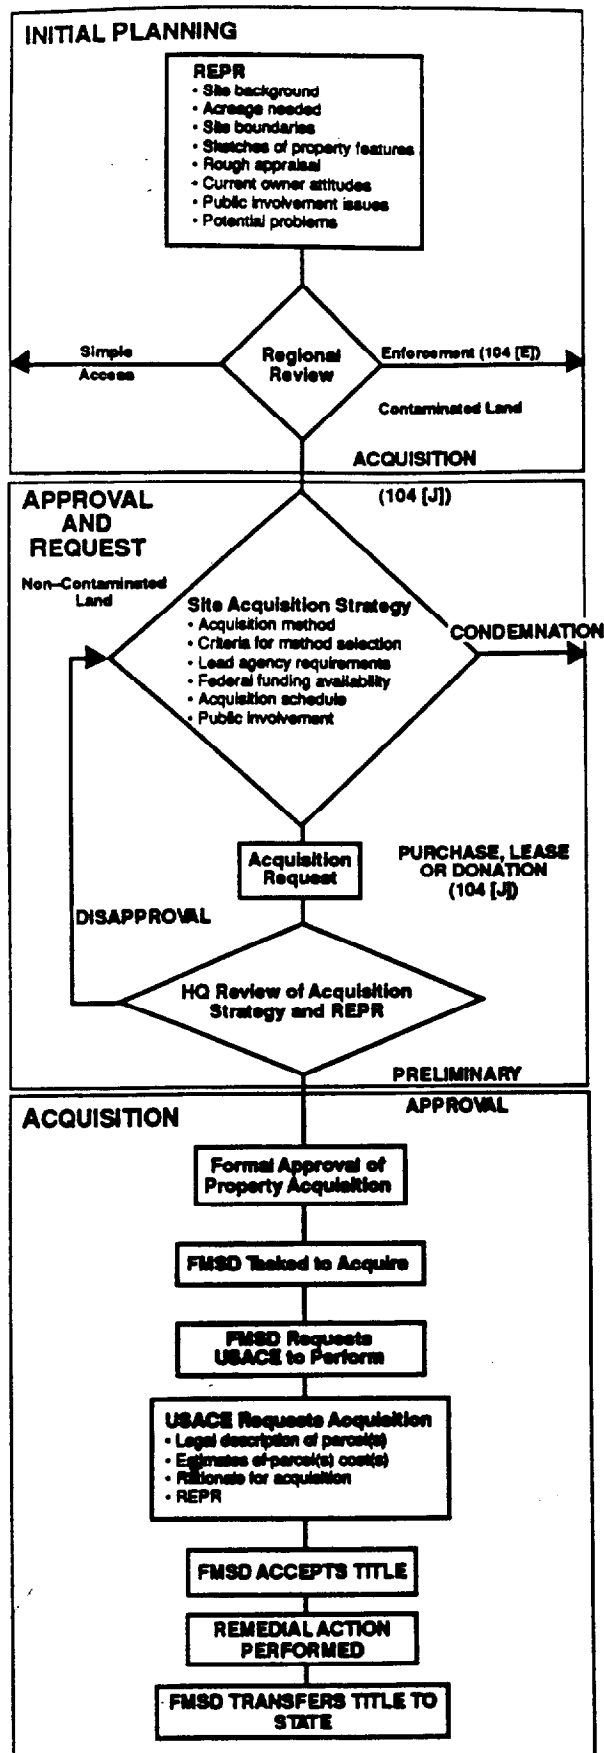 INITIAL PLANNING
REPR
• Site background
• Acreage needed
• Site boundaries
• Sketches of property features
• Rough appraisal
• Current owner attitudes
• Public involvement issues
• Potential problems
Simple
Access
Regional
Review
Enforcement (104 [E])
Contaminated Land
ACQUISITION
(104 [J])
APPROVAL
AND
REQUEST
Non-Contaminated
Land
Site Acquisition Strategy
• Acquisition method
• Criteria for method selection
• Lead agency requirements
• Federal funding availability
• Acquisition schedule
• Public involvement
CONDEMNATION
Acquisition
Request
PURCHASE, LEASE
OR DONATION
(104 [J])
DISAPPROVAL
HQ Review of Acquisition
Strategy and REPR
PRELIMINARY
APPROVAL
ACQUISITION
Formal Approval of
Property Acquisition
FMSD Tasked to Acquire
FMSD Requests
USACE to Perform
USACE Requests Acquisition
• Legal description of parcel(s)
• Estimates of parcel(s) cost(s)
• Rationale for acquisition
• REPR
FMSD ACCEPTS TITLE
REMEDIAL ACTION
PERFORMED
FMSD TRANSFERS TITLE TO
STATE